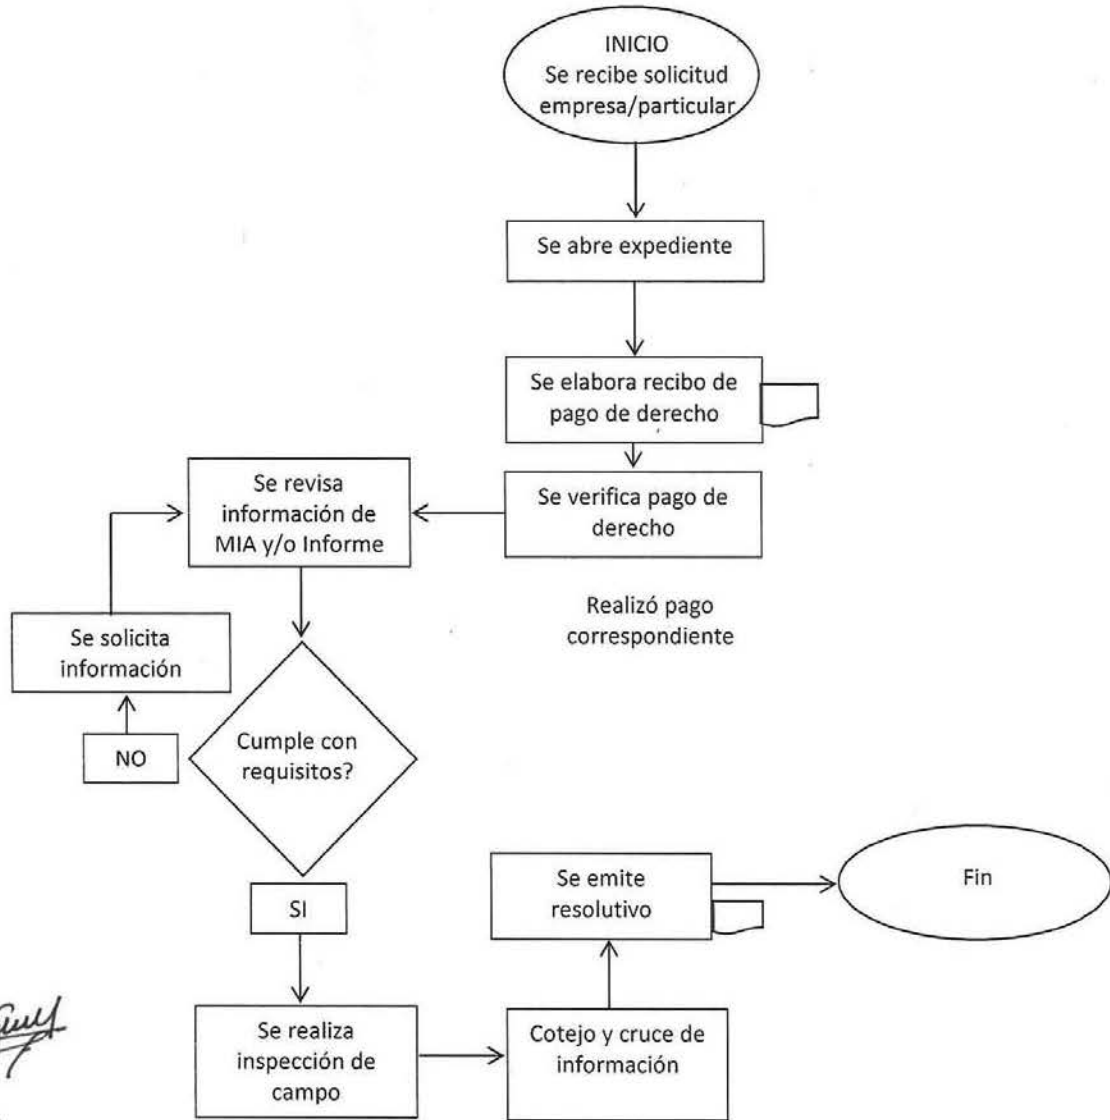 INICIO
Se recibe solicitud
empresa/particular
Se abre expediente
Se elabora recibo de
pago de derecho
Se verifica pago de
derecho
Se revisa
información de
MIA y/o Informe
Realizó pago
correspondiente
Se solicita
información
NO
Cumple con
requisitos?
SI
Se realiza
inspección de
campo
Cotejo y cruce de
información
Se emite
resolutivo
Fin